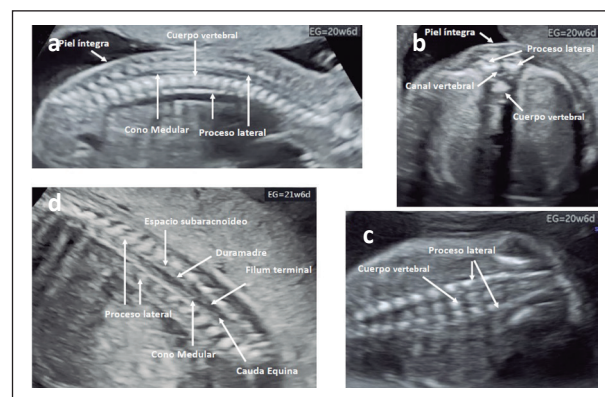 a
Piel íntegra
Cuerpo vertebral
EG=20w6d
Cono Medular
Proceso lateral
b
Piel íntegra
EG=20w6d
Proceso lateral
Canal vertebral
Cuerpo vertebral
d
EG=21w6d
Espacio subaracnoideo
Duramadre
Filum terminal
Proceso lateral
Cono Medular
Cauda Equina
c
EG=20w6d
Proceso lateral
Cuerpo vertebral